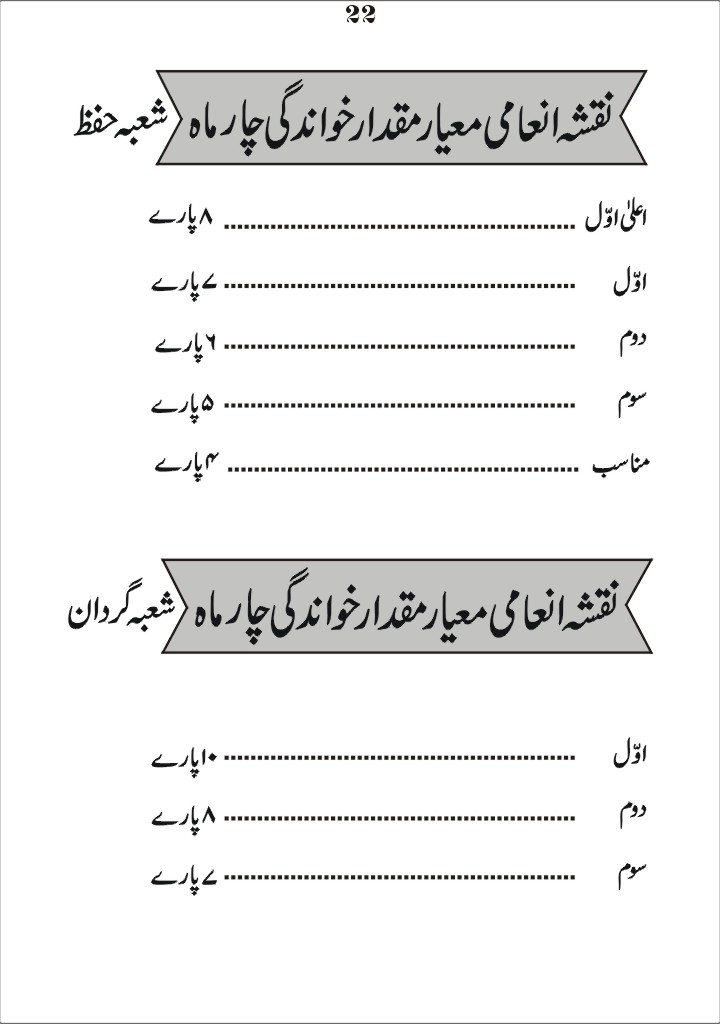 22
نقشہ انعامی معیار مقدار خواندگی چار ماہ شعبہ حفظ
اعلیٰ اوّل ........................................................ ۸ پارے
اوّل ........................................................ ۷ پارے
دوم ........................................................ ۶ پارے
سوم ........................................................ ۵ پارے
مناسب ........................................................ ۴ پارے
نقشہ انعامی معیار مقدار خواندگی چار ماہ شعبہ گردان
اوّل ........................................................ ۱۰ پارے
دوم ........................................................ ۸ پارے
سوم ........................................................ ۷ پارے